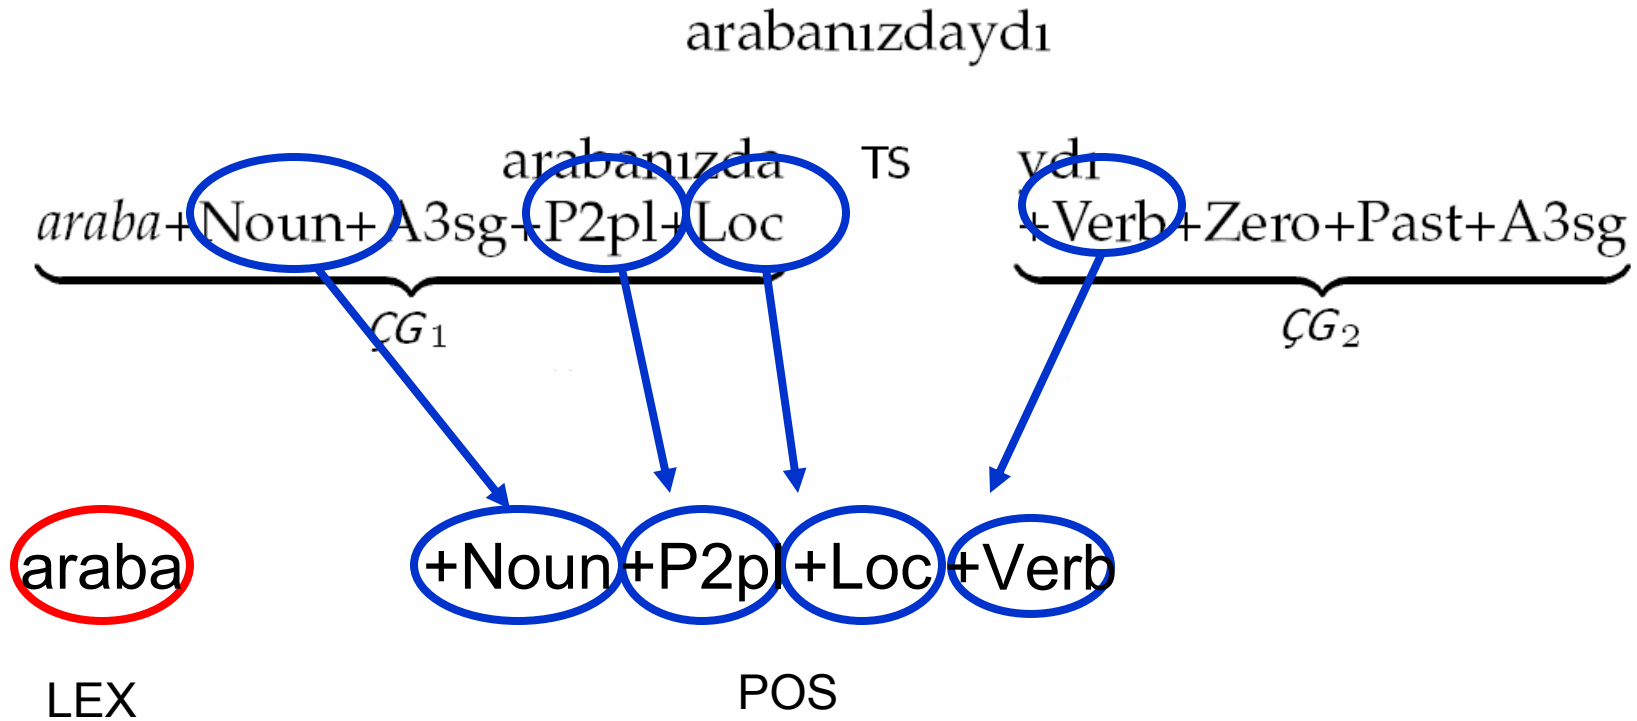 arabanızdaydı
arabanızda TS ydı
araba+Noun+A3sg+P2pl+Loc +Verb+Zero+Past+A3sg
ÇG1 ÇG2
araba +Noun +P2pl +Loc +Verb
LEX POS